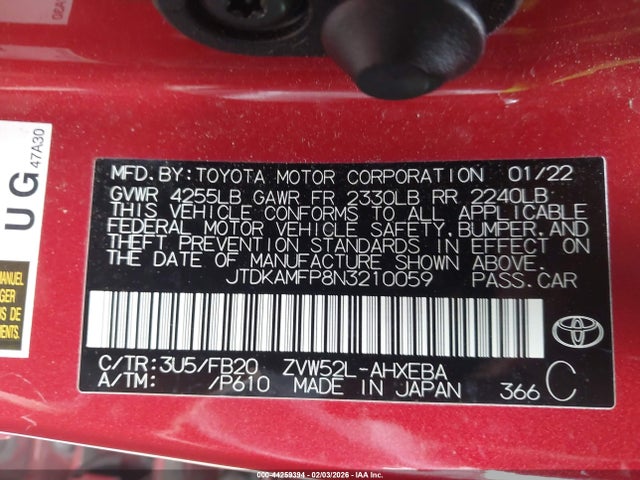 UG 47A30
MFD.BY:TOYOTA MOTOR CORPORATION 01/22
GVWR 4255LB GAWR FR 2330LB RR 2240LB
THIS VEHICLE CONFORMS TO ALL APPLICABLE
FEDERAL MOTOR VEHICLE SAFETY,BUMPER,AND
THEFT PREVENTION STANDARDS IN EFFECT ON
THE DATE OF MANUFACTURE SHOWN ABOVE.
JTDKAMFP8N3210059 PASS.CAR
C/TR:3U5/FB20 ZVW52L-AHXEBA
A/TM: /P610 MADE IN JAPAN 366 C
TOYOTA
MANUEL
DE
000-44259394 - 02/03/2026 - IAA Inc.